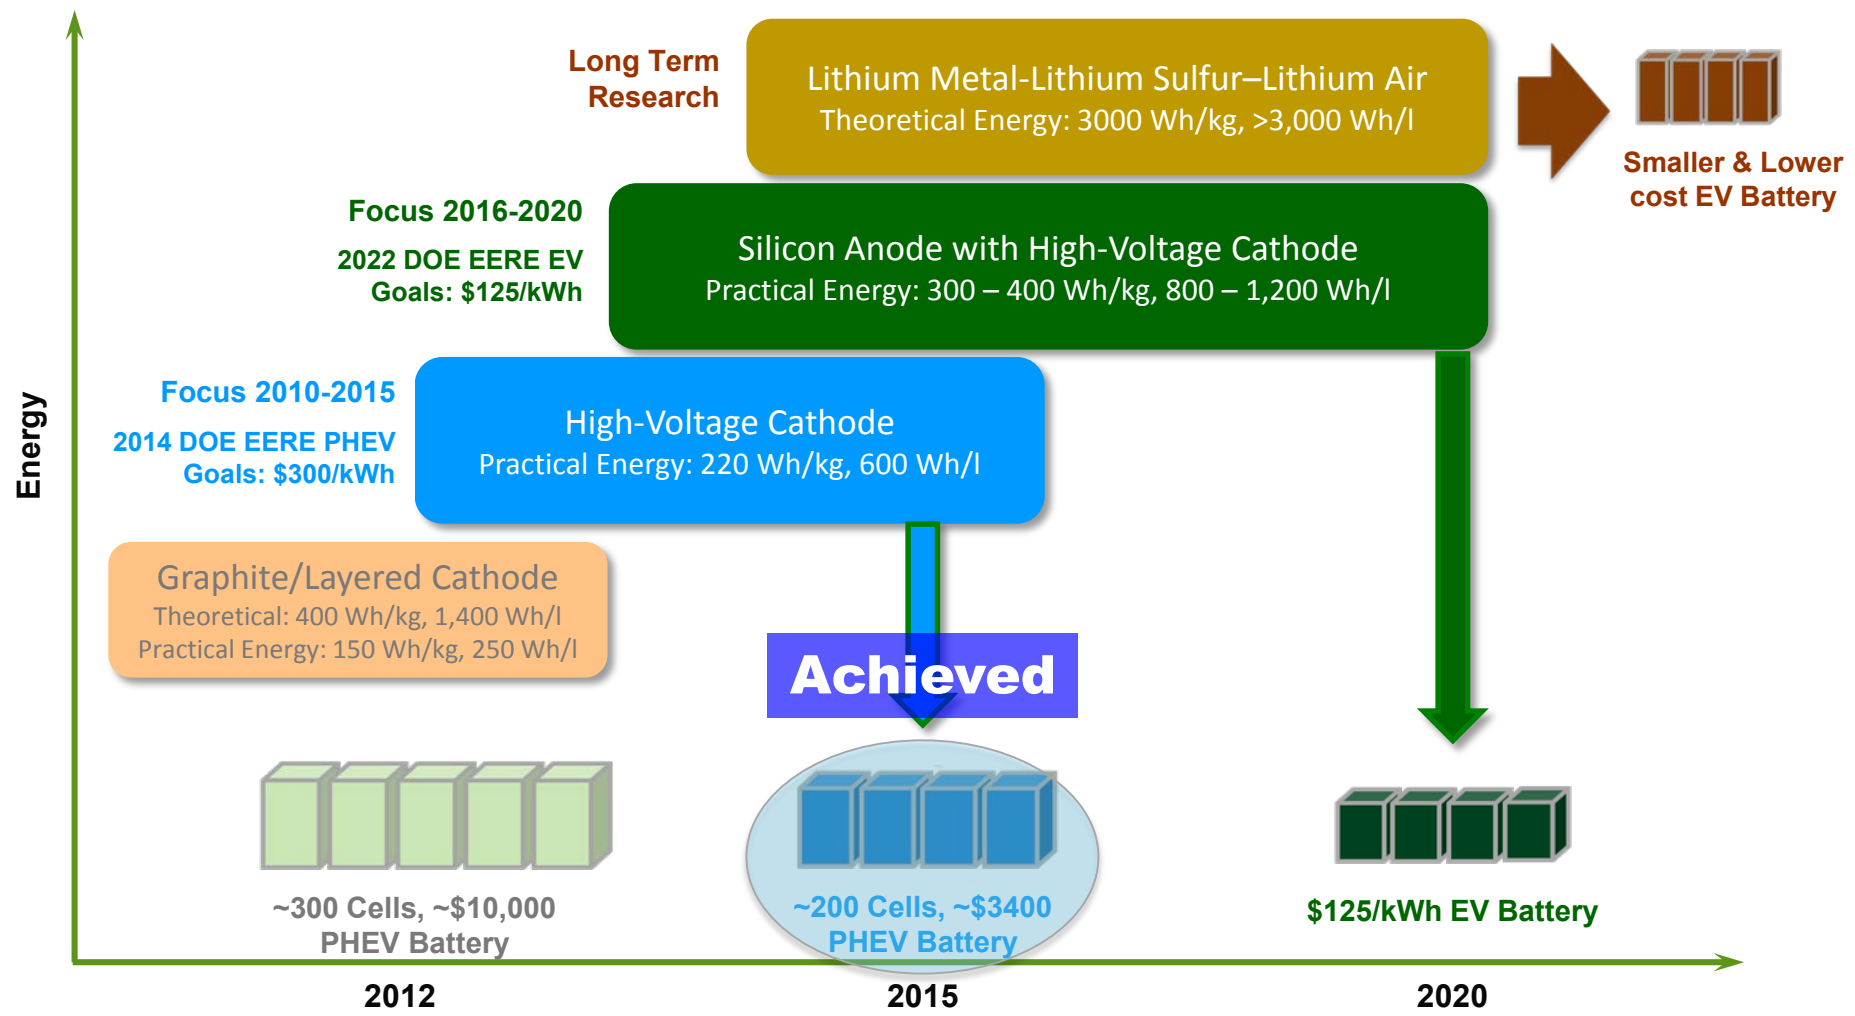 Long Term
Research
Lithium Metal-Lithium Sulfur–Lithium Air
Theoretical Energy: 3000 Wh/kg, >3,000 Wh/l
Smaller & Lower
cost EV Battery
Focus 2016-2020
2022 DOE EERE EV
Goals: $125/kWh
Silicon Anode with High-Voltage Cathode
Practical Energy: 300 – 400 Wh/kg, 800 – 1,200 Wh/l
Focus 2010-2015
2014 DOE EERE PHEV
Goals: $300/kWh
High-Voltage Cathode
Practical Energy: 220 Wh/kg, 600 Wh/l
Energy
Graphite/Layered Cathode
Theoretical: 400 Wh/kg, 1,400 Wh/l
Practical Energy: 150 Wh/kg, 250 Wh/l
Achieved
~300 Cells, ~$10,000
PHEV Battery
~200 Cells, ~$3400
PHEV Battery
$125/kWh EV Battery
2012
2015
2020